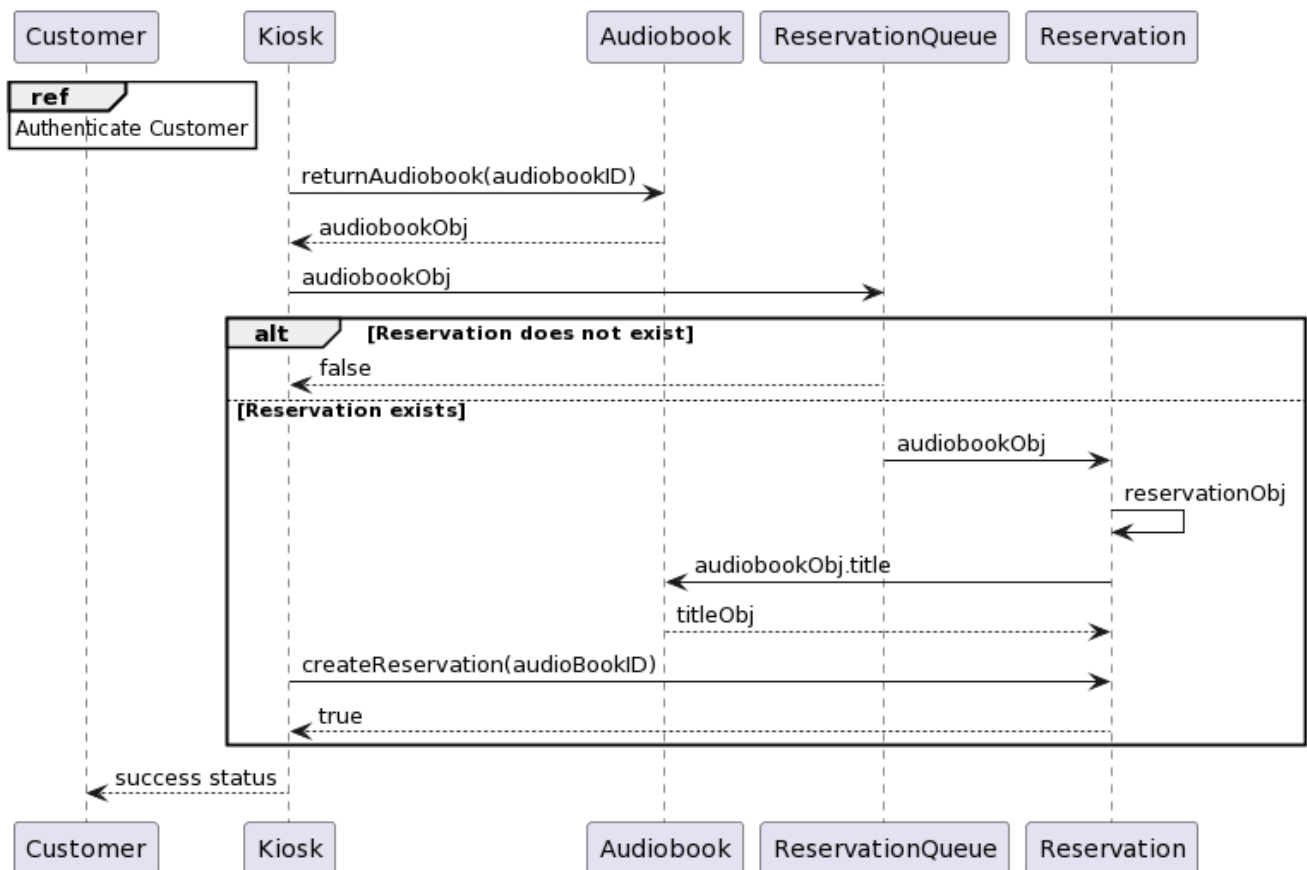 Customer Kiosk Audiobook ReservationQueue Reservation
ref
Authenticate Customer
returnAudiobook(audiobookID)
audiobookObj
audiobookObj
alt [Reservation does not exist]
false
[Reservation exists]
audiobookObj
reservationObj
audiobookObj.title
titleObj
createReservation(audioBookID)
true
success status
Customer Kiosk Audiobook ReservationQueue Reservation